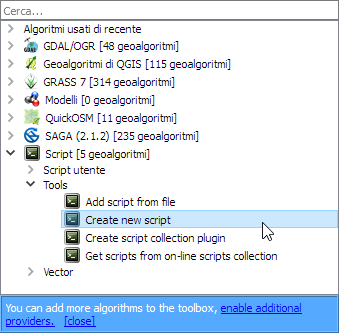 Cerca...
Algoritmi usati di recente
GDAL/OGR [48 geoalgoritmi]
Geoalgoritmi di QGIS [115 geoalgoritmi]
GRASS 7 [314 geoalgoritmi]
Modelli [0 geoalgoritmi]
QuickOSM [11 geoalgoritmi]
SAGA (2.1.2) [235 geoalgoritmi]
Script [5 geoalgoritmi]
Script utente
Tools
Add script from file
Create new script
Create script collection plugin
Get scripts from on-line scripts collection
Vector
You can add more algorithms to the toolbox, enable additional
providers. [close]